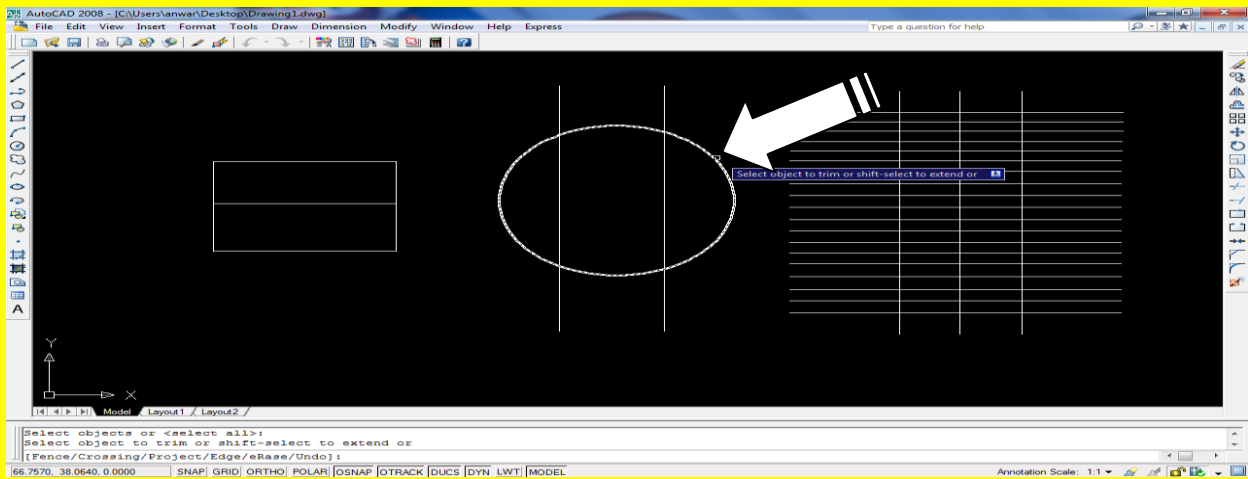 AutoCAD 2008 - [C:\Users\anwar\Desktop\Drawing1.dwg]
File Edit View Insert Format Tools Draw Dimension Modify Window Help Express Type a question for help
Select object to trim or shift-select to extend or
A
Y
X
Model Layout1 Layout2
Select objects or <select all>:
Select object to trim or shift-select to extend or
[Fence/Crossing/Project/Edge/eRase/Undo]:
66.7570, 38.0640, 0.0000 SNAP GRID ORTHO POLAR OSNAP OTRACK DUCS DYN LWT MODEL Annotation Scale: 1:1